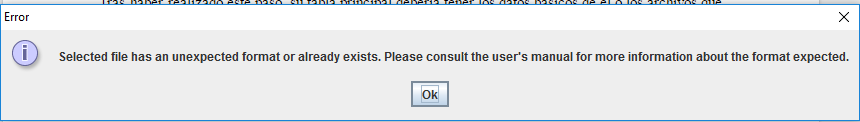 Tras haber realizado este paso, su tabla principal debería tener los datos básicos de el o los archivos que
Error
Selected file has an unexpected format or already exists. Please consult the user's manual for more information about the format expected.
Ok